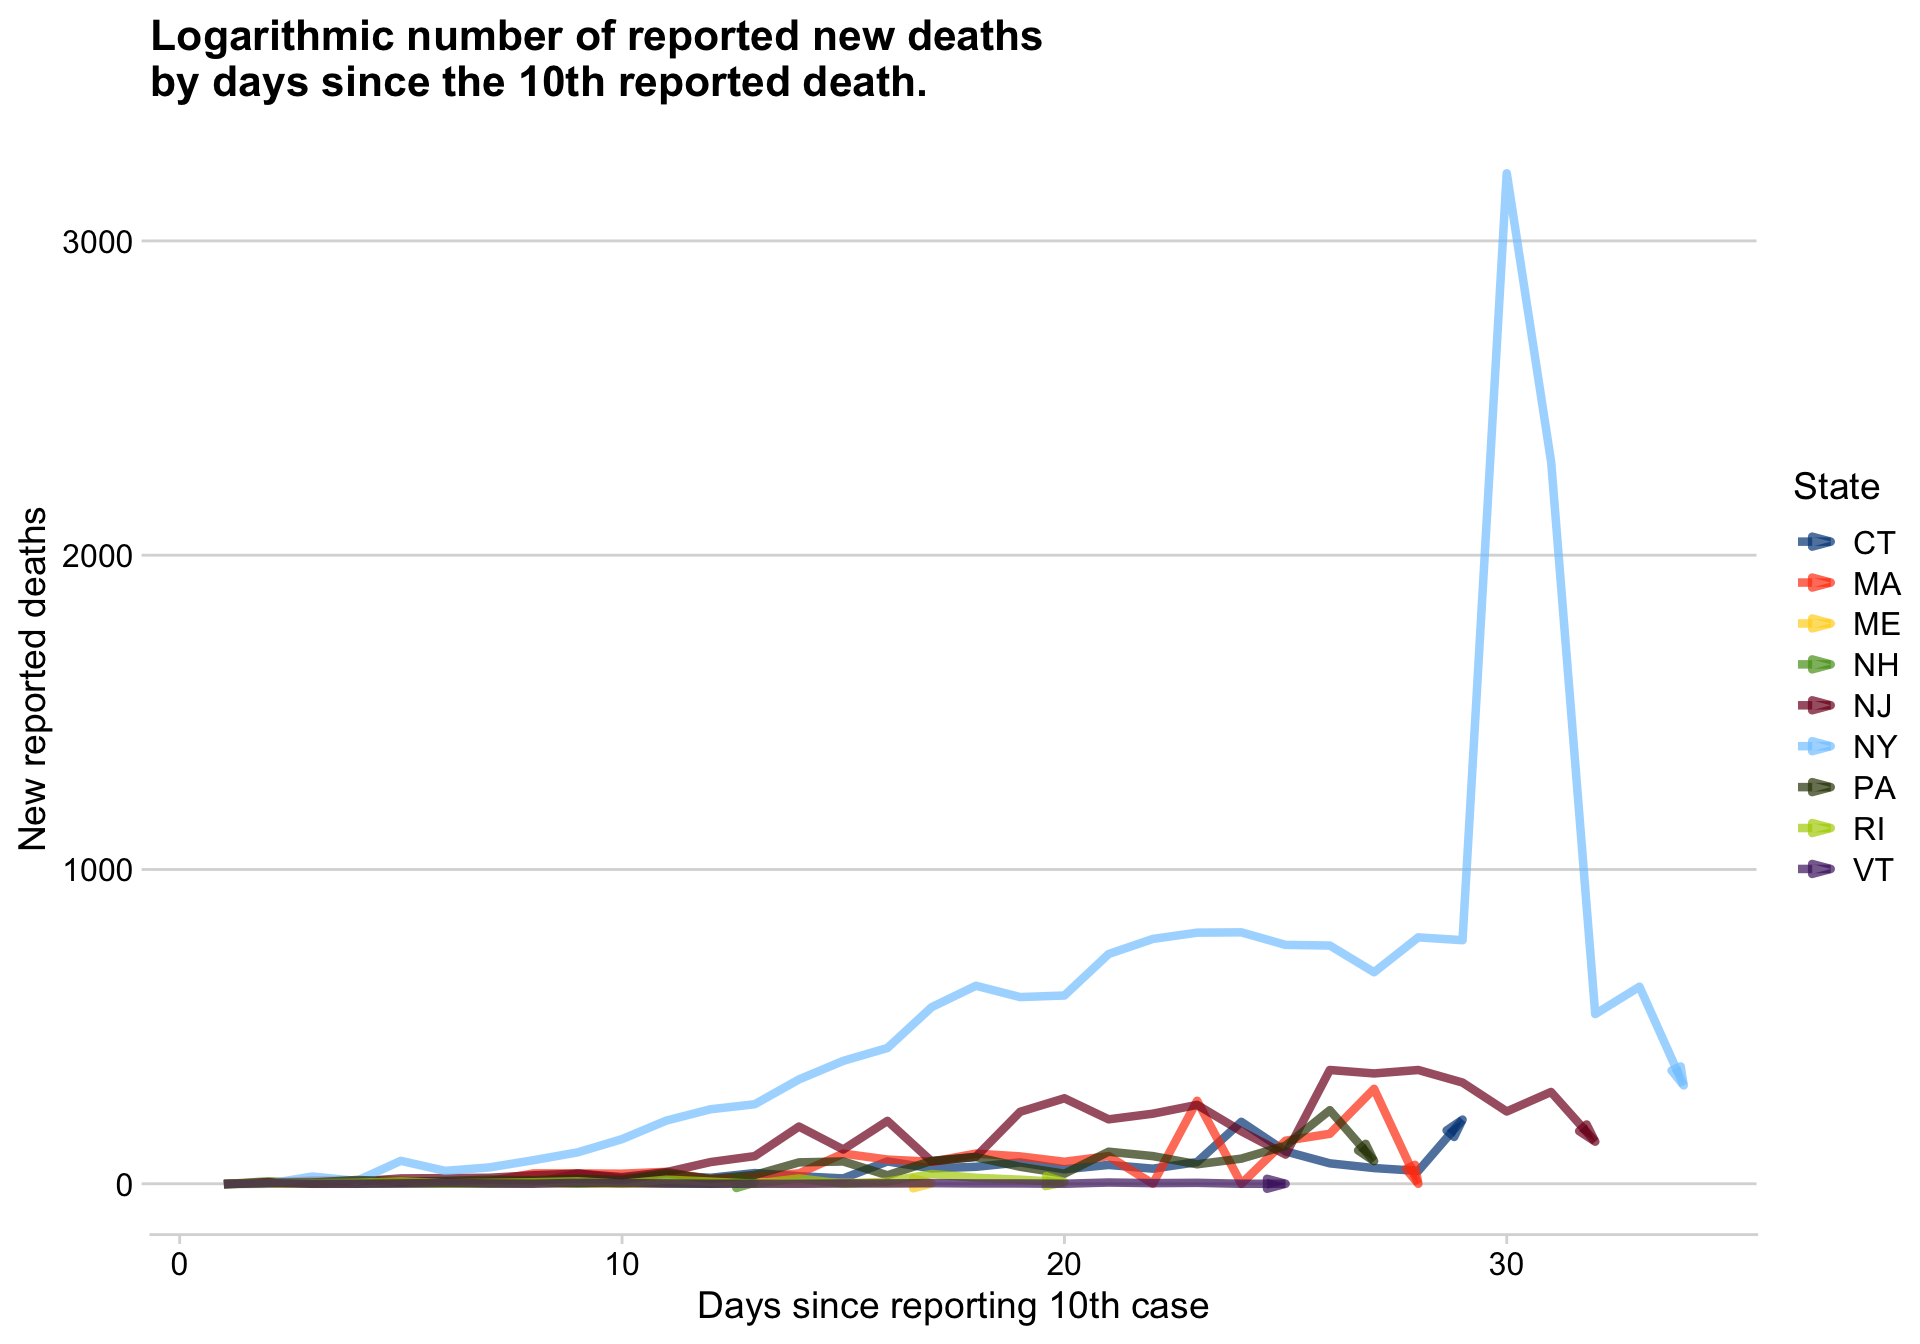 Logarithmic number of reported new deaths
by days since the 10th reported death.
New reported deaths
3000
2000
1000
0
0
10
20
30
Days since reporting 10th case
State
CT
MA
ME
NH
NJ
NY
PA
RI
VT